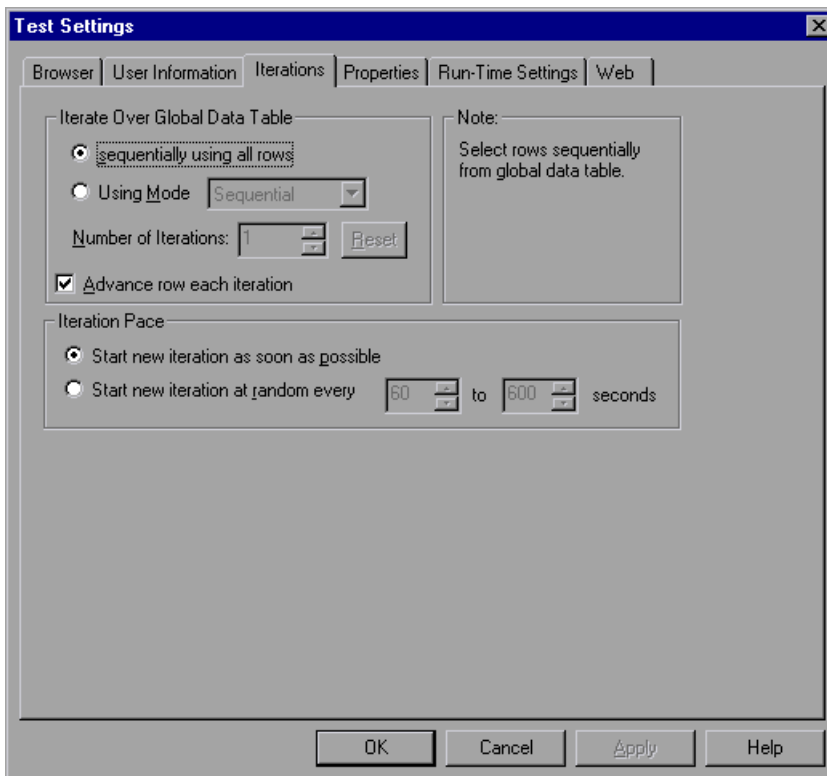 Test Settings
Browser User Information Iterations Properties Run-Time Settings Web
Iterate Over Global Data Table
sequentially using all rows
Using Mode Sequential
Number of Iterations: 1 Reset
Advance row each iteration
Note:
Select rows sequentially
from global data table.
Iteration Pace
Start new iteration as soon as possible
Start new iteration at random every 60 to 600 seconds
OK Cancel Apply Help